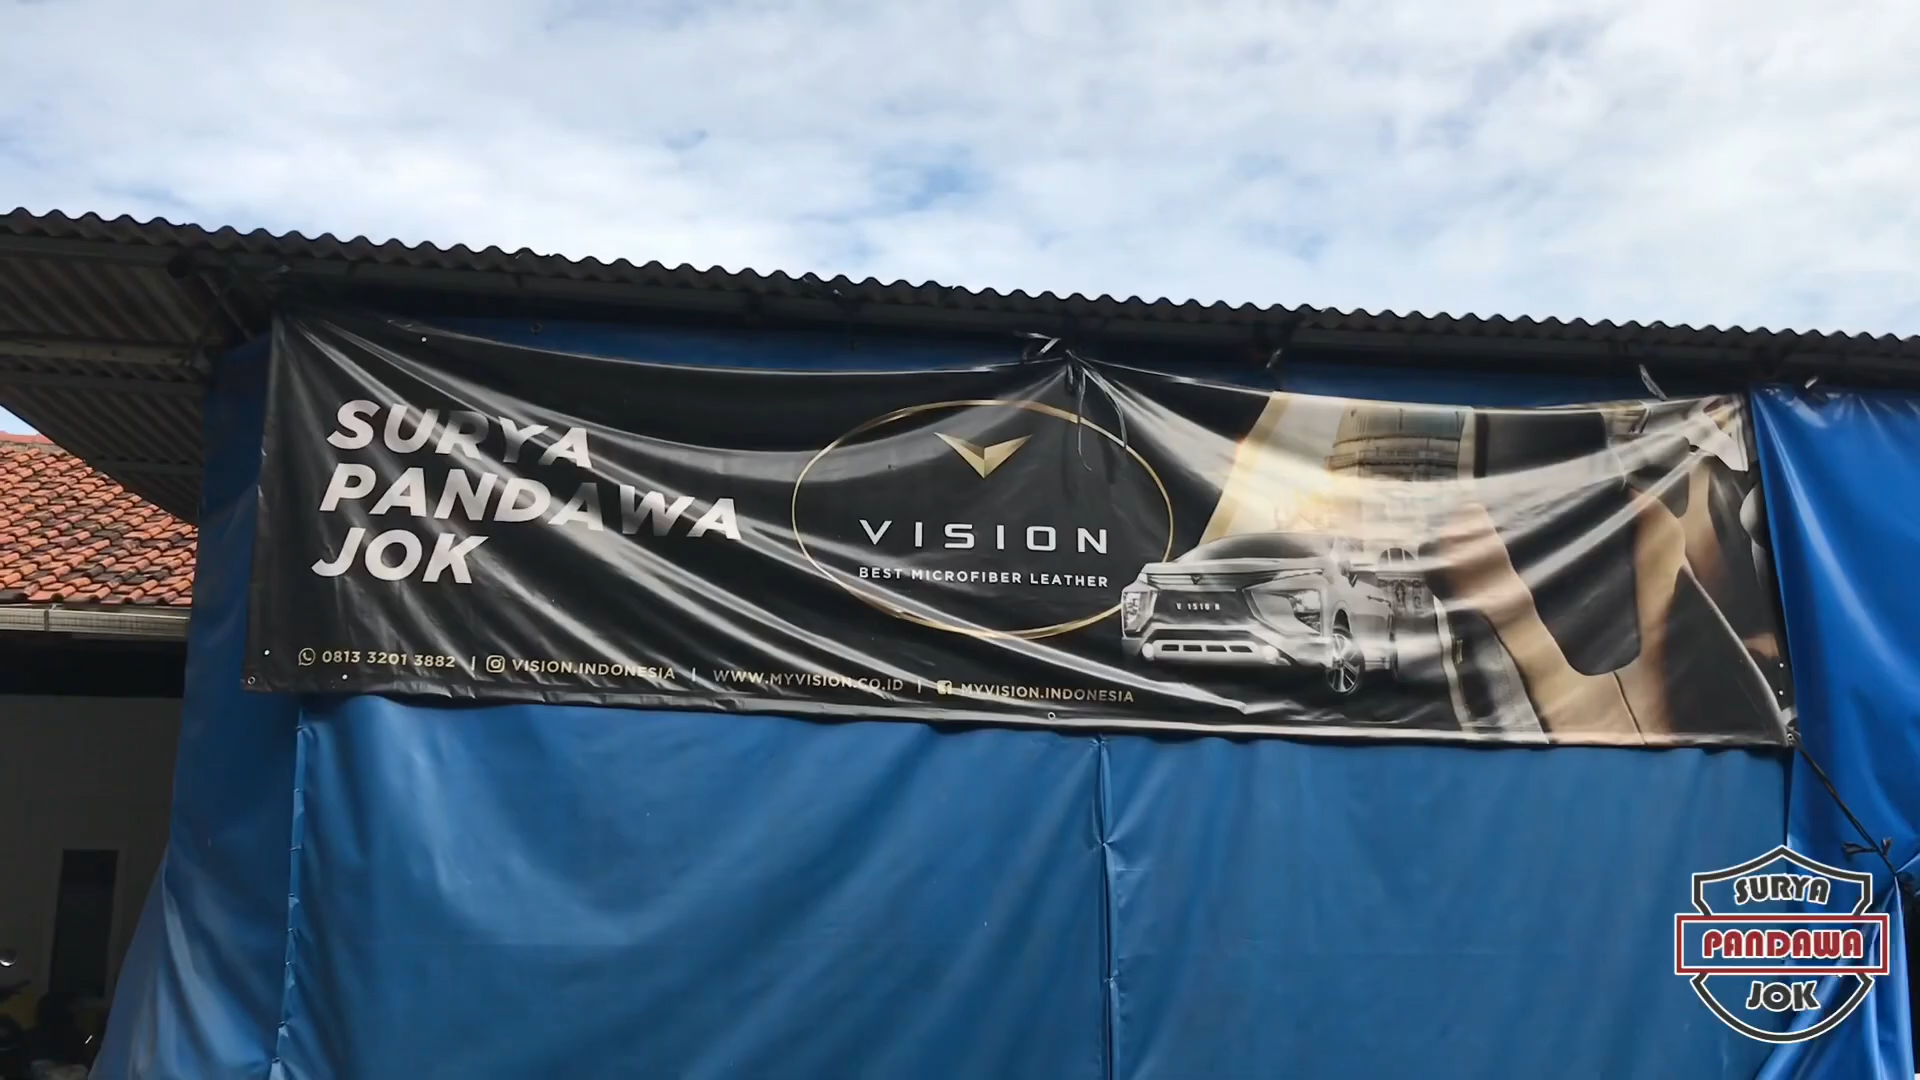 SURYA
PANDAWA
JOK
VISION
BEST MICROFIBER LEATHER
V I S I O N
0813 3201 3882 | VISION.INDONESIA | WWW.MYVISION.CO.ID | MYVISION.INDONESIA
SURYA
PANDAWA
JOK